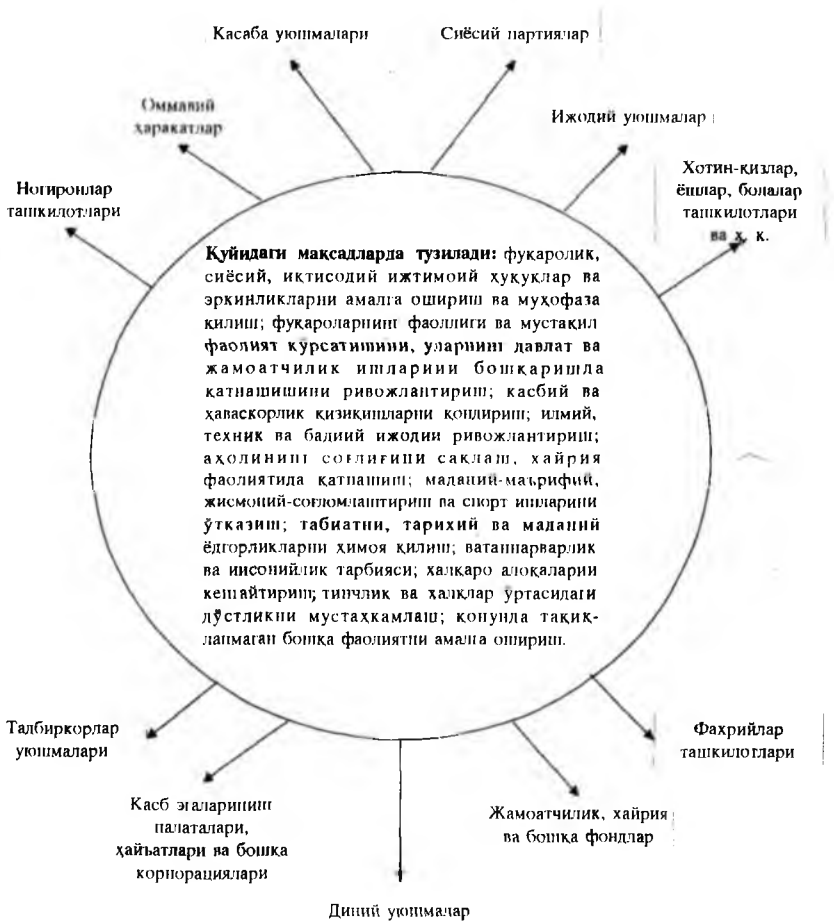 Касаба уюшмалари
Сиёсий партиялар
Оммавий
ҳаракатлар
Ижодий уюшмалар
Ногиронлар
ташкилотлари
Хотин-қизлар,
ёшлар, болалар
ташкилотлари
ва ҳ. к.
Қуйидаги мақсадларда тузилади: фуқаролик,
сиёсий, иқтисодий ижтимоий ҳуқуқлар ва
эркинликларни амалга ошириш ва муҳофаза
қилиш; фуқароларнинг фаоллиги ва мустақил
фаолият кўрсатишини, уларнинг давлат ва
жамоатчилик ишларини бошқаришда
қатнашишини ривожлантириш; касбий ва
ҳаваскорлик қизиқишларни қондириш; илмий,
техник ва бадиий ижодни ривожлантириш;
аҳолининг соғлиғини сақлаш, хайрия
фаолиятида қатнашиш; маданий-маърифий,
жисмоний-соғломлаштириш ва спорт ишларини
ўтказиш; табиатни, тарихий ва маданий
ёдгорликларни ҳимоя қилиш; ватанпарварлик
ва инсонийлик тарбияси; халқаро алоқаларни
кенгайтириш; тинчлик ва халқлар ўртасидаги
дўстликни мустаҳкамлаш; қонунда тақиқ-
ланмаган бошқа фаолиятни амалга ошириш.
Талбиркорлар
уюшмалари
Фахрийлар
ташкилотлари
Касб эгаларининг
палаталари,
ҳайъатлари ва бошқа
корпорациялари
Жамоатчилик, хайрия
ва бошқа фондлар
Диний уюшмалар